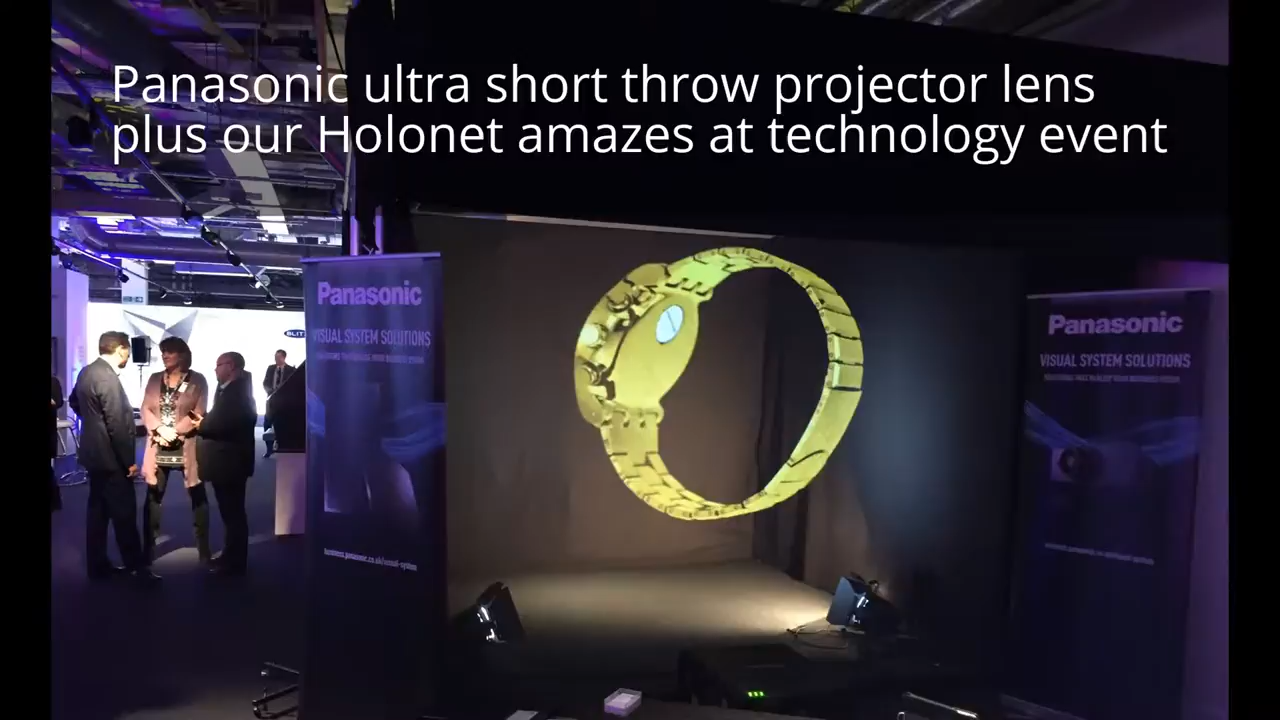 Panasonic ultra short throw projector lens
plus our Holonet amazes at technology event
Panasonic
VISUAL SYSTEM SOLUTIONS
Panasonic
VISUAL SYSTEM SOLUTIONS